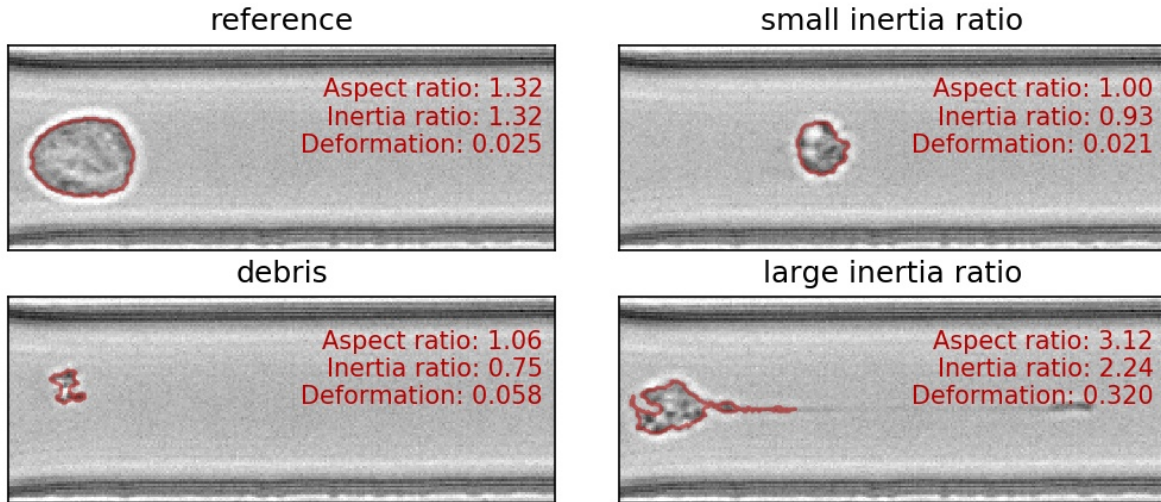 reference
Aspect ratio: 1.32
Inertia ratio: 1.32
Deformation: 0.025
small inertia ratio
Aspect ratio: 1.00
Inertia ratio: 0.93
Deformation: 0.021
debris
Aspect ratio: 1.06
Inertia ratio: 0.75
Deformation: 0.058
large inertia ratio
Aspect ratio: 3.12
Inertia ratio: 2.24
Deformation: 0.320